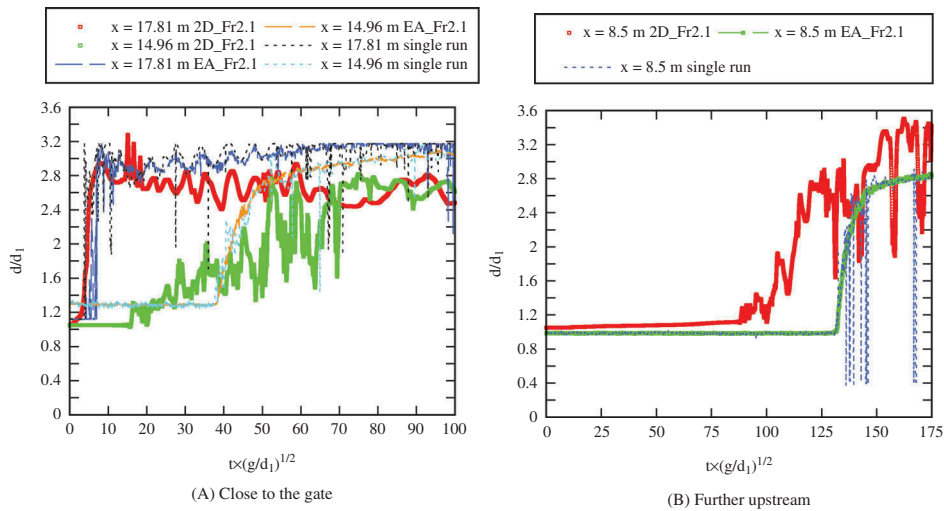 x = 17.81 m 2D_Fr2.1
x = 14.96 m 2D_Fr2.1
x = 17.81 m EA_Fr2.1
x = 14.96 m EA_Fr2.1
x = 17.81 m single run
x = 14.96 m single run
3.6
3.2
2.8
2.4
2
1.6
1.2
0.8
0.4
0
d/d₁
0 10 20 30 40 50 60 70 80 90 100
t×(g/d₁)¹/²
(A) Close to the gate
x = 8.5 m 2D_Fr2.1
x = 8.5 m EA_Fr2.1
x = 8.5 m single run
3.6
3.2
2.8
2.4
2
1.6
1.2
0.8
0.4
0
d/d₁
0 25 50 75 100 125 150 175
t×(g/d₁)¹/²
(B) Further upstream